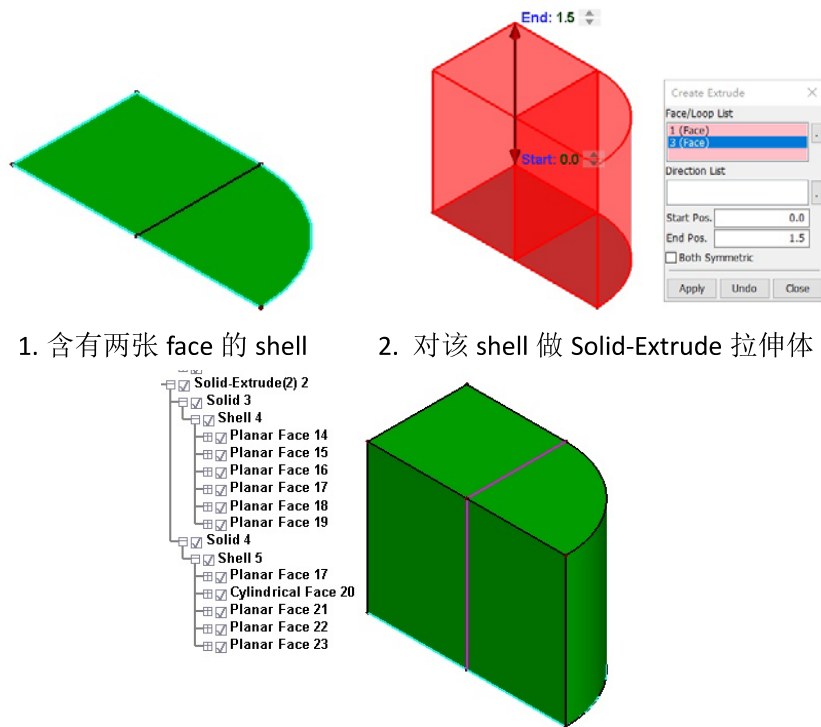 End: 1.5
Start: 0.0
Create Extrude
Face/Loop List
1 (Face)
3 (Face)
Direction List
Start Pos. 0.0
End Pos. 1.5
Both Symmetric
Apply Undo Close
1. 含有两张 face 的 shell
2. 对该 shell 做 Solid-Extrude 拉伸体
Solid-Extrude(2) 2
Solid 3
Shell 4
Planar Face 14
Planar Face 15
Planar Face 16
Planar Face 17
Planar Face 18
Planar Face 19
Solid 4
Shell 5
Planar Face 17
Cylindrical Face 20
Planar Face 21
Planar Face 22
Planar Face 23